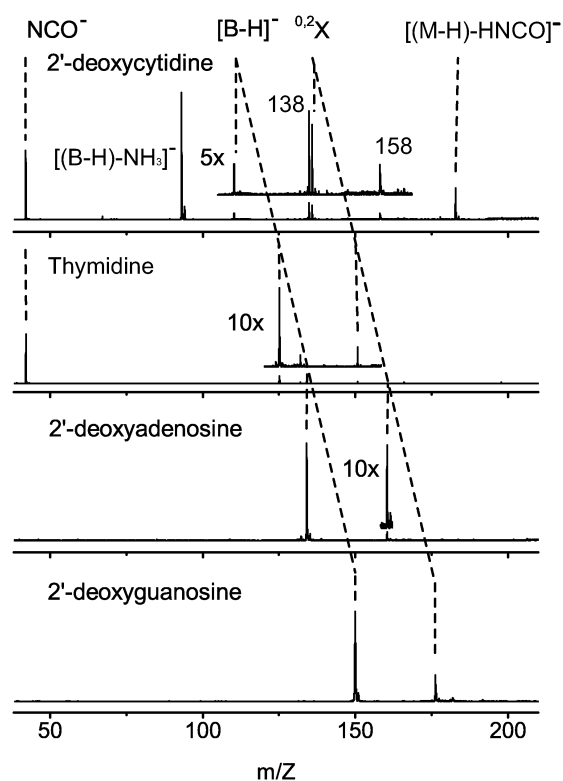 NCO⁻ [B-H]⁻ ⁰,²X [(M-H)-HNCO]⁻
2'-deoxycytidine
138
[(B-H)-NH₃]⁻ 5x 158
Thymidine
10x
2'-deoxyadenosine
10x
2'-deoxyguanosine
50 100 150 200
m/Z